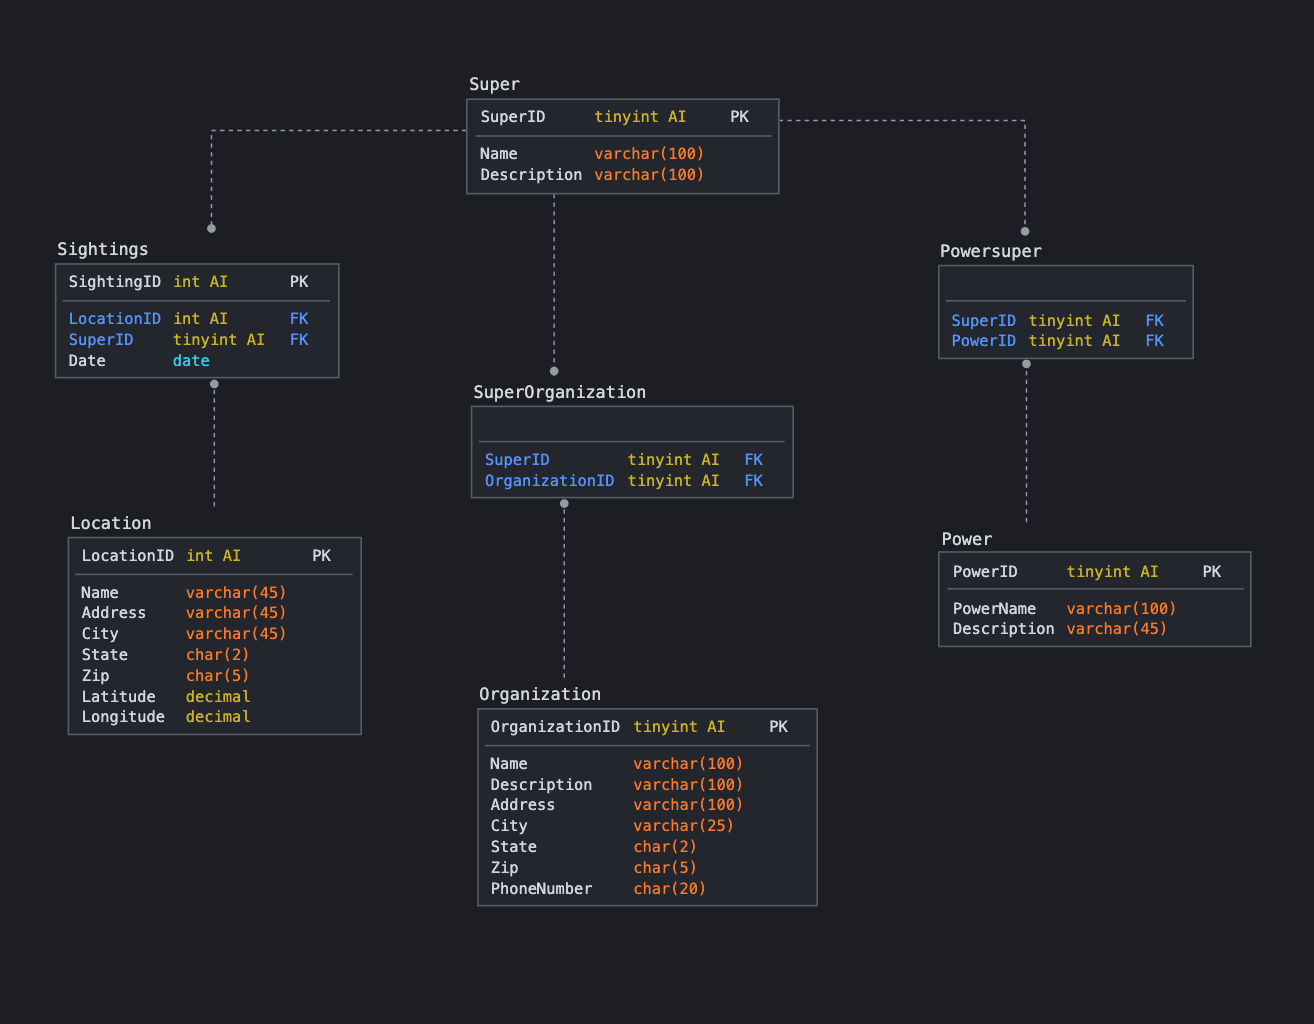 Super
SuperID tinyint AI PK
Name varchar(100)
Description varchar(100)
Sightings
SightingID int AI PK
LocationID int AI FK
SuperID tinyint AI FK
Date date
Powersuper
SuperID tinyint AI FK
PowerID tinyint AI FK
SuperOrganization
SuperID tinyint AI FK
OrganizationID tinyint AI FK
Location
LocationID int AI PK
Name varchar(45)
Address varchar(45)
City varchar(45)
State char(2)
Zip char(5)
Latitude decimal
Longitude decimal
Power
PowerID tinyint AI PK
PowerName varchar(100)
Description varchar(45)
Organization
OrganizationID tinyint AI PK
Name varchar(100)
Description varchar(100)
Address varchar(100)
City varchar(25)
State char(2)
Zip char(5)
PhoneNumber char(20)